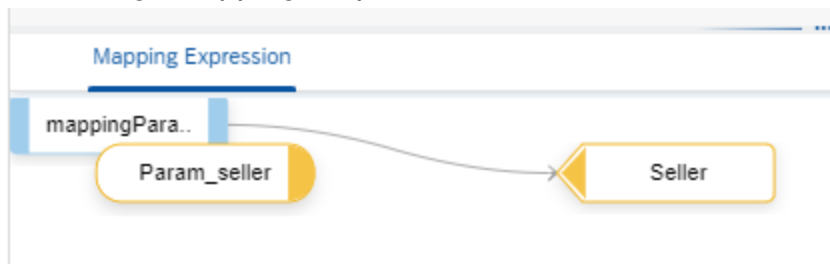 Mapping Expression
mappingPara..
Param_seller
Seller